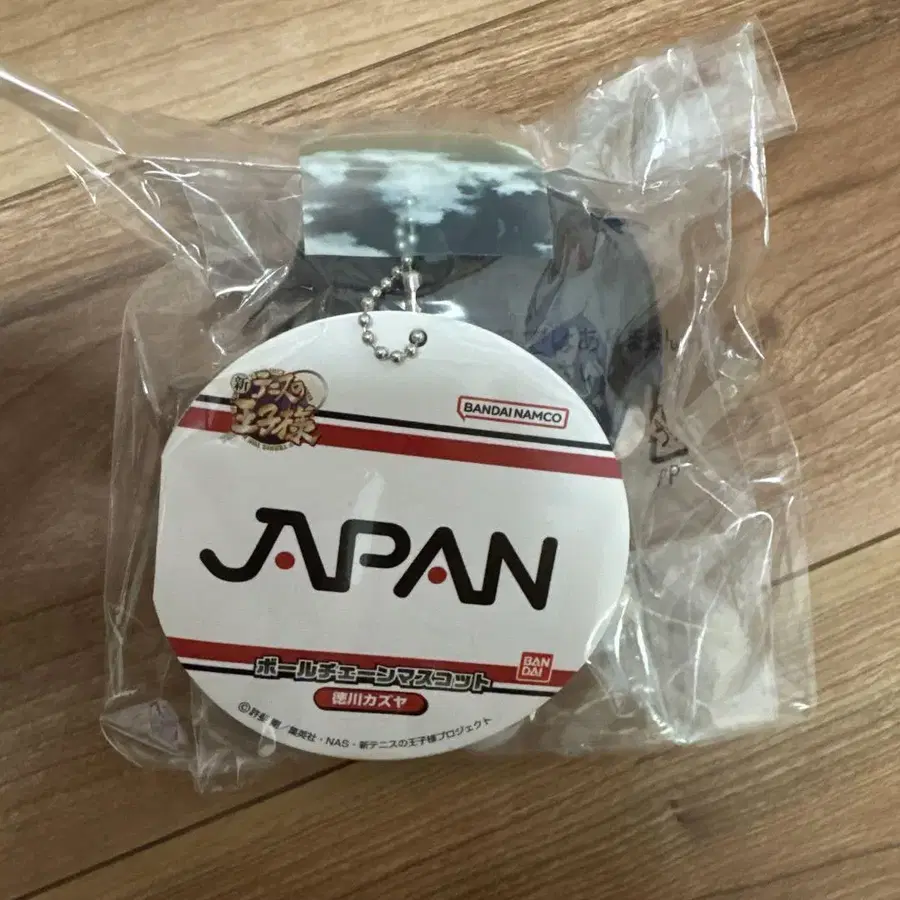 新テニスの
王子様
BANDAI NAMCO
JAPAN
ボールチェーンマスコット
BAN
DAI
徳川カズヤ
©許斐 剛／集英社・NAS・新テニスの王子様プロジェクト